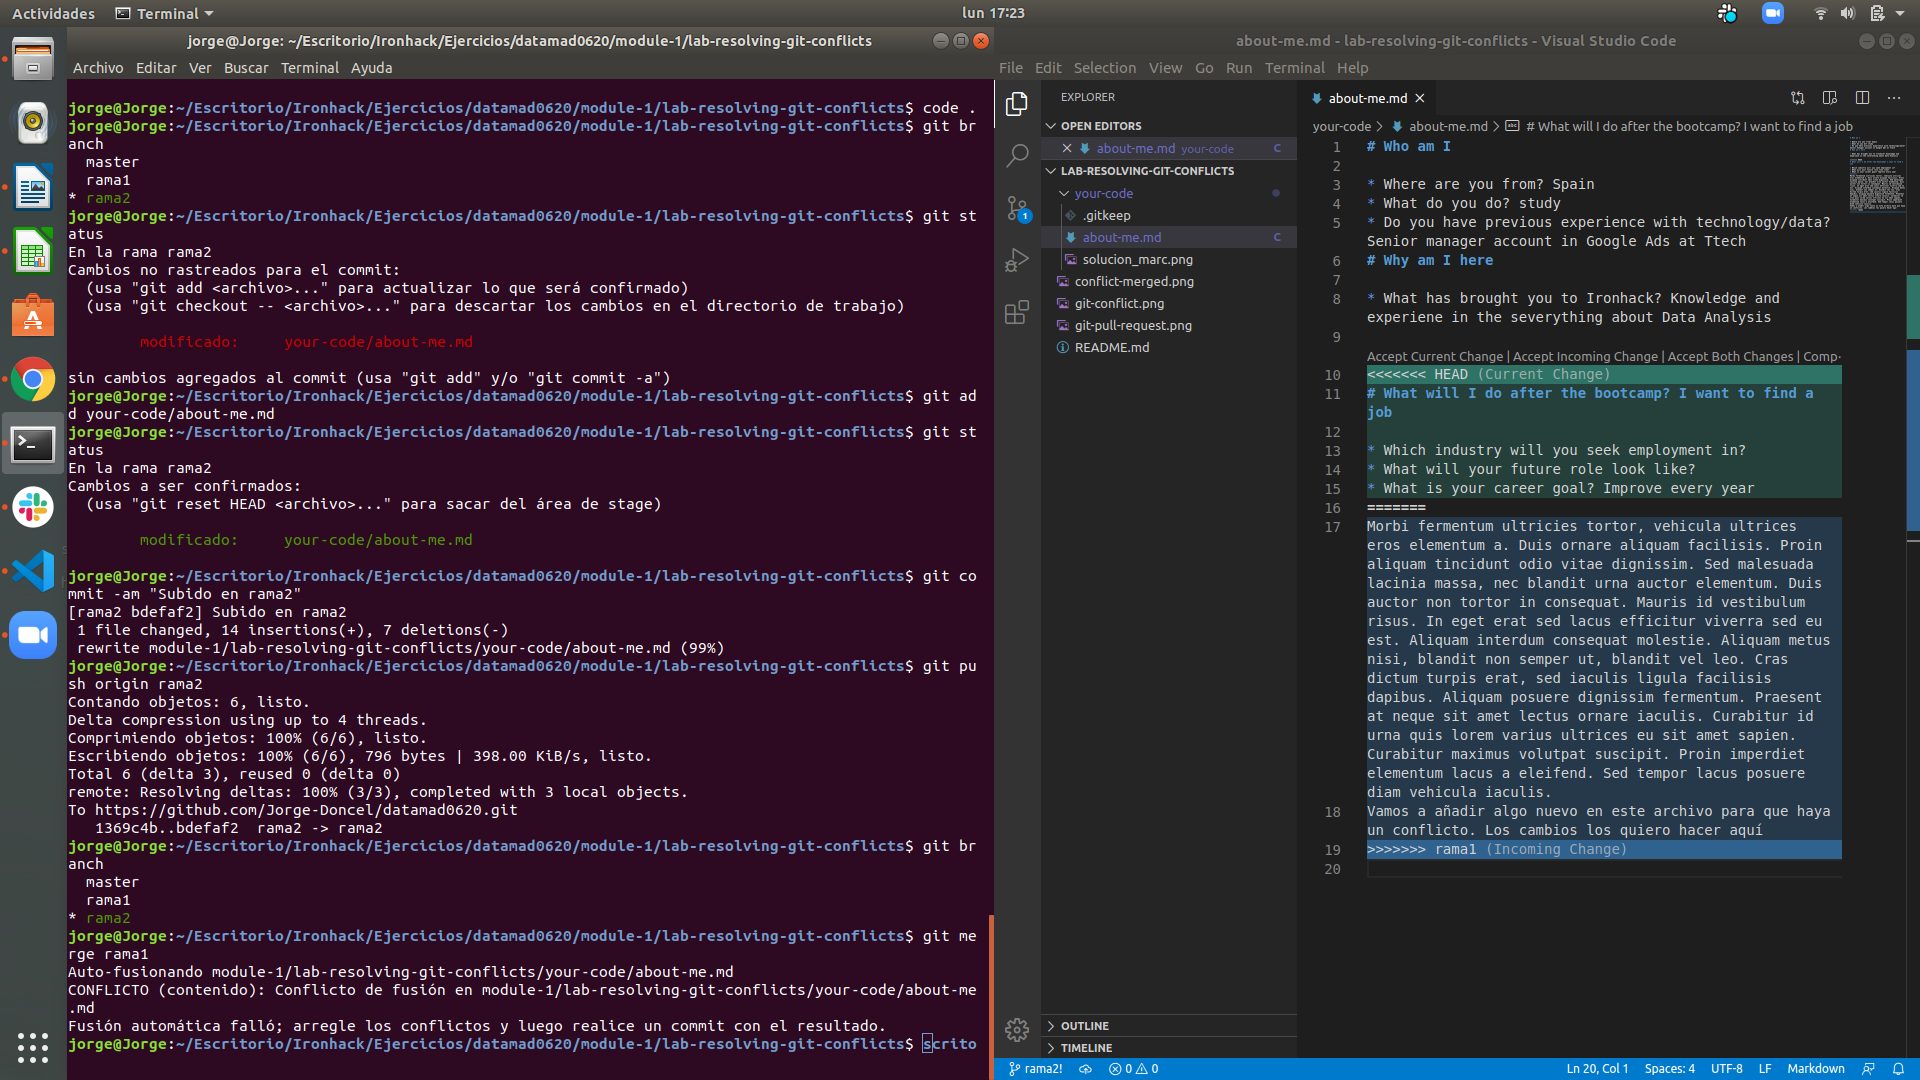 Actividades
Terminal
lun 17:23
jorge@Jorge: ~/Escritorio/Ironhack/Ejercicios/datamad0620/module-1/lab-resolving-git-conflicts
Archivo Editar Ver Buscar Terminal Ayuda
jorge@Jorge:~/Escritorio/Ironhack/Ejercicios/datamad0620/module-1/lab-resolving-git-conflicts$ code .
jorge@Jorge:~/Escritorio/Ironhack/Ejercicios/datamad0620/module-1/lab-resolving-git-conflicts$ git br
anch
master
rama1
* rama2
jorge@Jorge:~/Escritorio/Ironhack/Ejercicios/datamad0620/module-1/lab-resolving-git-conflicts$ git st
atus
En la rama rama2
Cambios no rastreados para el commit:
(usa "git add <archivo>..." para actualizar lo que será confirmado)
(usa "git checkout -- <archivo>..." para descartar los cambios en el directorio de trabajo)
modificado: your-code/about-me.md
sin cambios agregados al commit (usa "git add" y/o "git commit -a")
jorge@Jorge:~/Escritorio/Ironhack/Ejercicios/datamad0620/module-1/lab-resolving-git-conflicts$ git ad
d your-code/about-me.md
jorge@Jorge:~/Escritorio/Ironhack/Ejercicios/datamad0620/module-1/lab-resolving-git-conflicts$ git st
atus
En la rama rama2
Cambios a ser confirmados:
(usa "git reset HEAD <archivo>..." para sacar del área de stage)
modificado: your-code/about-me.md
jorge@Jorge:~/Escritorio/Ironhack/Ejercicios/datamad0620/module-1/lab-resolving-git-conflicts$ git co
mmit -am "Subido en rama2"
[rama2 bdefaf2] Subido en rama2
1 file changed, 14 insertions(+), 7 deletions(-)
rewrite module-1/lab-resolving-git-conflicts/your-code/about-me.md (99%)
jorge@Jorge:~/Escritorio/Ironhack/Ejercicios/datamad0620/module-1/lab-resolving-git-conflicts$ git pu
sh origin rama2
Contando objetos: 6, listo.
Delta compression using up to 4 threads.
Comprimiendo objetos: 100% (6/6), listo.
Escribiendo objetos: 100% (6/6), 796 bytes | 398.00 KiB/s, listo.
Total 6 (delta 3), reused 0 (delta 0)
remote: Resolving deltas: 100% (3/3), completed with 3 local objects.
To https://github.com/Jorge-Doncel/datamad0620.git
1369c4b..bdefaf2 rama2 -> rama2
jorge@Jorge:~/Escritorio/Ironhack/Ejercicios/datamad0620/module-1/lab-resolving-git-conflicts$ git br
anch
master
rama1
* rama2
jorge@Jorge:~/Escritorio/Ironhack/Ejercicios/datamad0620/module-1/lab-resolving-git-conflicts$ git me
rge rama1
Auto-fusionando module-1/lab-resolving-git-conflicts/your-code/about-me.md
CONFLICTO (contenido): Conflicto de fusión en module-1/lab-resolving-git-conflicts/your-code/about-me
.md
Fusión automática falló; arregle los conflictos y luego realice un commit con el resultado.
jorge@Jorge:~/Escritorio/Ironhack/Ejercicios/datamad0620/module-1/lab-resolving-git-conflicts$ scrito
about-me.md - lab-resolving-git-conflicts - Visual Studio Code
File Edit Selection View Go Run Terminal Help
EXPLORER
OPEN EDITORS
about-me.md your-code C
LAB-RESOLVING-GIT-CONFLICTS
your-code
.gitkeep
about-me.md C
solucion_marc.png
conflict-merged.png
git-conflict.png
git-pull-request.png
README.md
OUTLINE
TIMELINE
1
about-me.md
your-code > about-me.md > # What will I do after the bootcamp? I want to find a job
1 # Who am I
2
3 * Where are you from? Spain
4 * What do you do? study
5 * Do you have previous experience with technology/data?
Senior manager account in Google Ads at Ttech
6 # Why am I here
7
8 * What has brought you to Ironhack? Knowledge and
experiene in the severything about Data Analysis
9
Accept Current Change | Accept Incoming Change | Accept Both Changes | Comp
10 <<<<<<< HEAD (Current Change)
11 # What will I do after the bootcamp? I want to find a
job
12
13 * Which industry will you seek employment in?
14 * What will your future role look like?
15 * What is your career goal? Improve every year
16 =======
17 Morbi fermentum ultricies tortor, vehicula ultrices
eros elementum a. Duis ornare aliquam facilisis. Proin
aliquam tincidunt odio vitae dignissim. Sed malesuada
lacinia massa, nec blandit urna auctor elementum. Duis
auctor non tortor in consequat. Mauris id vestibulum
risus. In eget erat sed lacus efficitur viverra sed eu
est. Aliquam interdum consequat molestie. Aliquam metus
nisi, blandit non semper ut, blandit vel leo. Cras
dictum turpis erat, sed iaculis ligula facilisis
dapibus. Aliquam posuere dignissim fermentum. Praesent
at neque sit amet lectus ornare iaculis. Curabitur id
urna quis lorem varius ultrices eu sit amet sapien.
Curabitur maximus volutpat suscipit. Proin imperdiet
elementum lacus a eleifend. Sed tempor lacus posuere
diam vehicula iaculis.
18 Vamos a añadir algo nuevo en este archivo para que haya
un conflicto. Los cambios los quiero hacer aquí
19 >>>>>>> rama1 (Incoming Change)
20
rama2! 0 0
Ln 20, Col 1 Spaces: 4 UTF-8 LF Markdown